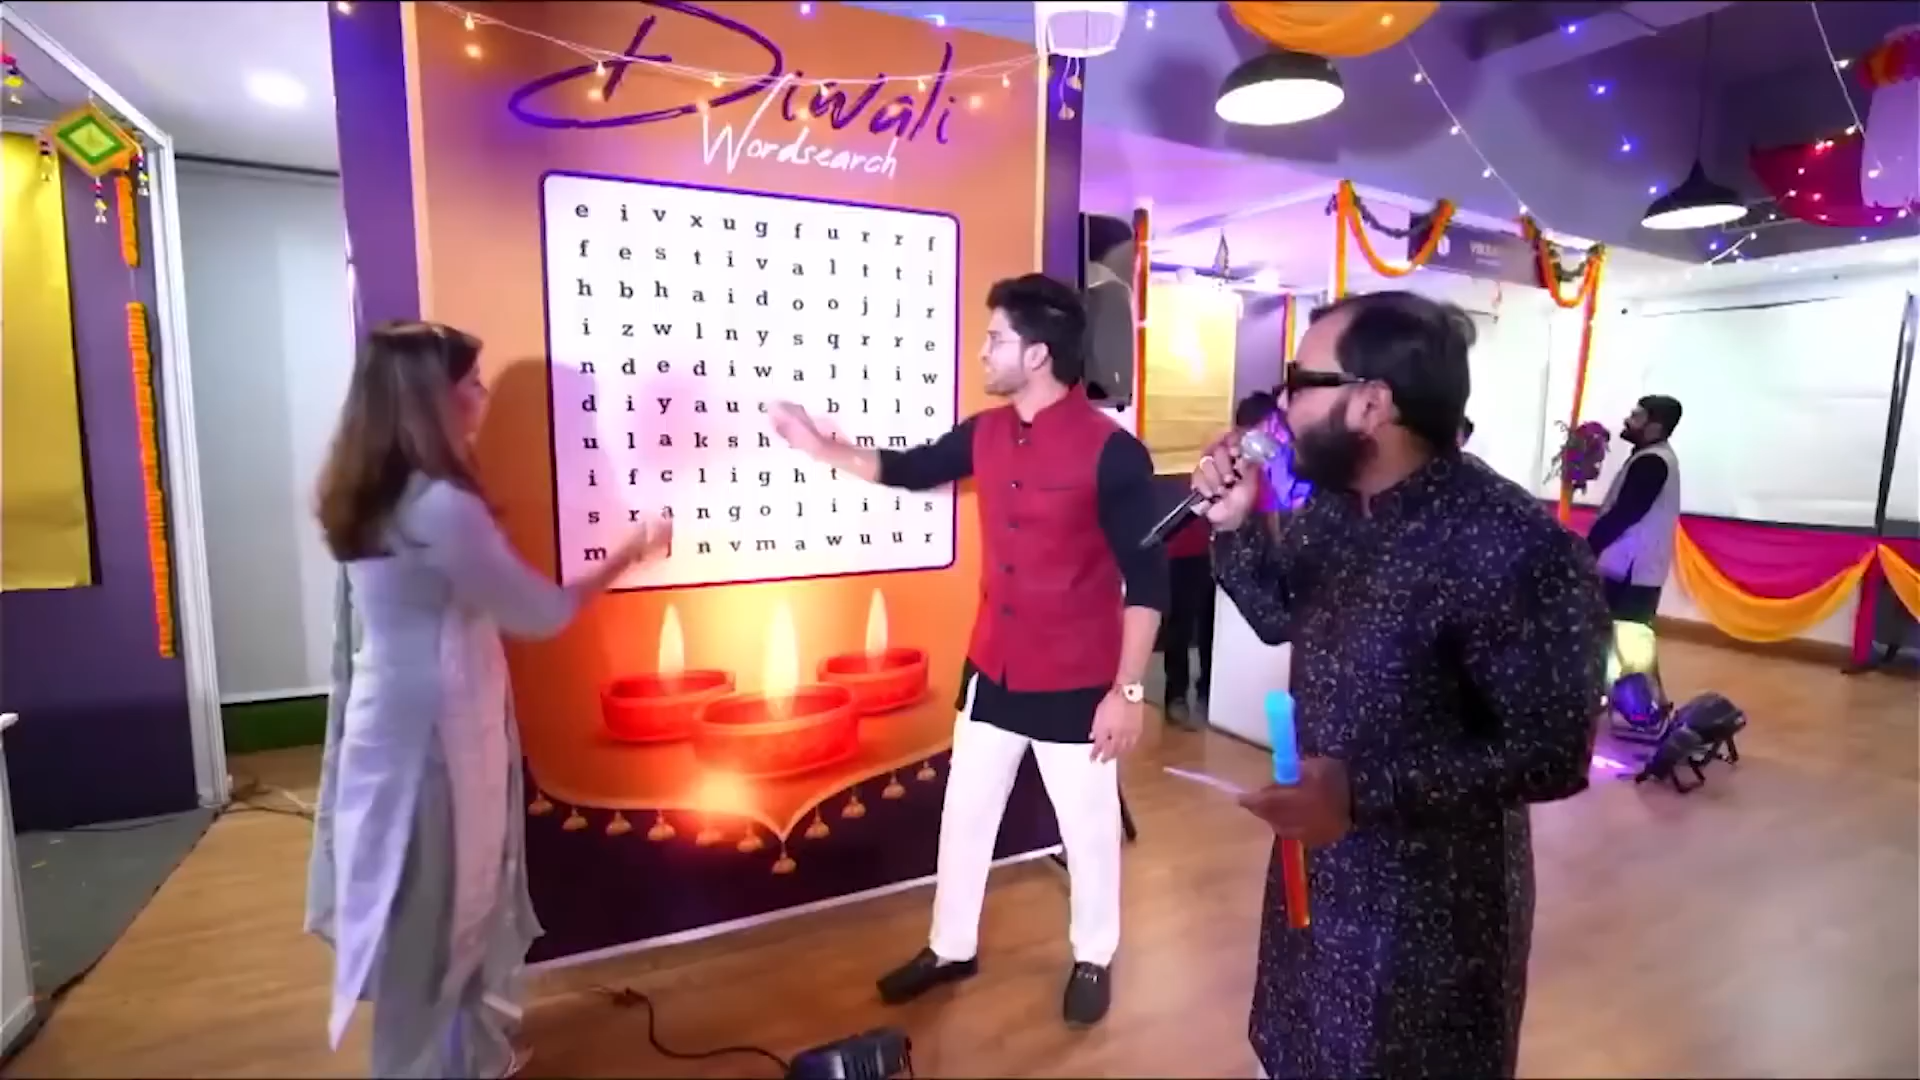 Diwali
Wordsearch
e i v x u g f u r r f
f e s t i v a l t t i
h b h a i d o o j j r
i z w l n y s q r r e
n d e d i w a l i i w
d i y a u b l l o
u l a k s h i m m r
i f c l i g h t
s r a n g o l i i i s
m j n v m a w u u r